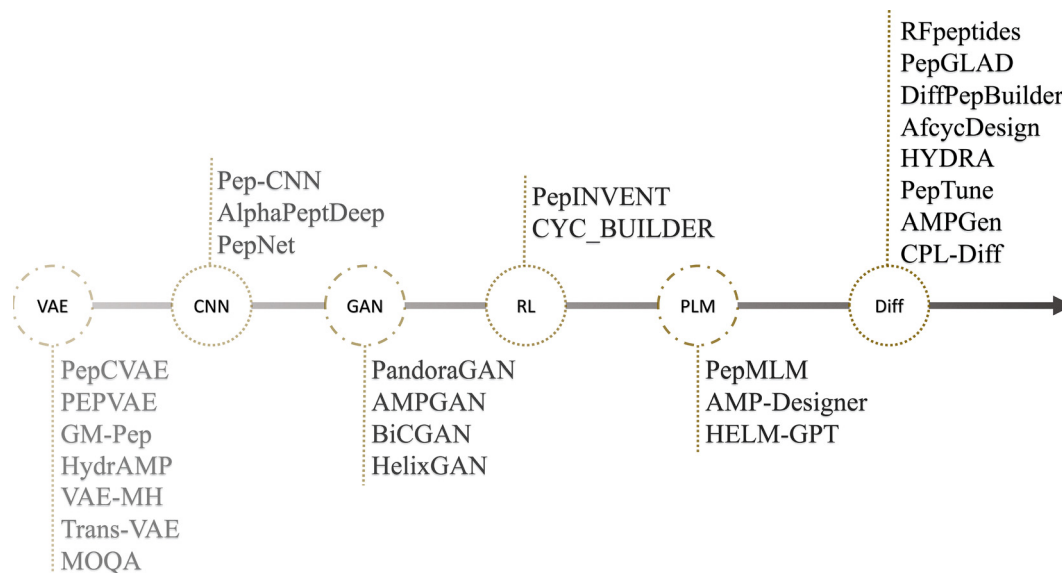 RFpeptides
PepGLAD
DiffPepBuilder
AfcycDesign
HYDRA
PepTune
AMPGen
CPL-Diff
Pep-CNN
AlphaPeptDeep
PepNet
PepINVENT
CYC_BUILDER
VAE
CNN
GAN
RL
PLM
Diff
PepCVAE
PEPVAE
GM-Pep
HydrAMP
VAE-MH
Trans-VAE
MOQA
PandoraGAN
AMPGAN
BiCGAN
HelixGAN
PepMLM
AMP-Designer
HELM-GPT